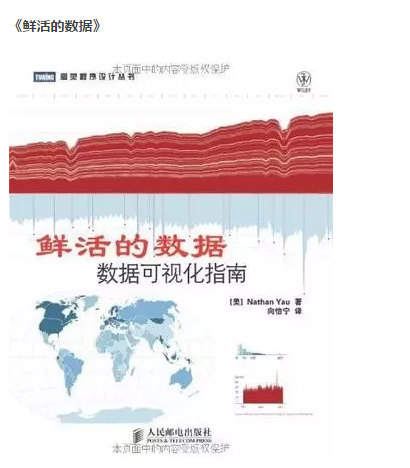 《鲜活的数据》
本页面中的内容受版权保护
TURING 图灵程序设计丛书
WILEY
鲜活的数据
数据可视化指南
[美] Nathan Yau 著
向怡宁 译
人民邮电出版社
POSTS & TELECOM PRESS
本页面中的内容受版权保护